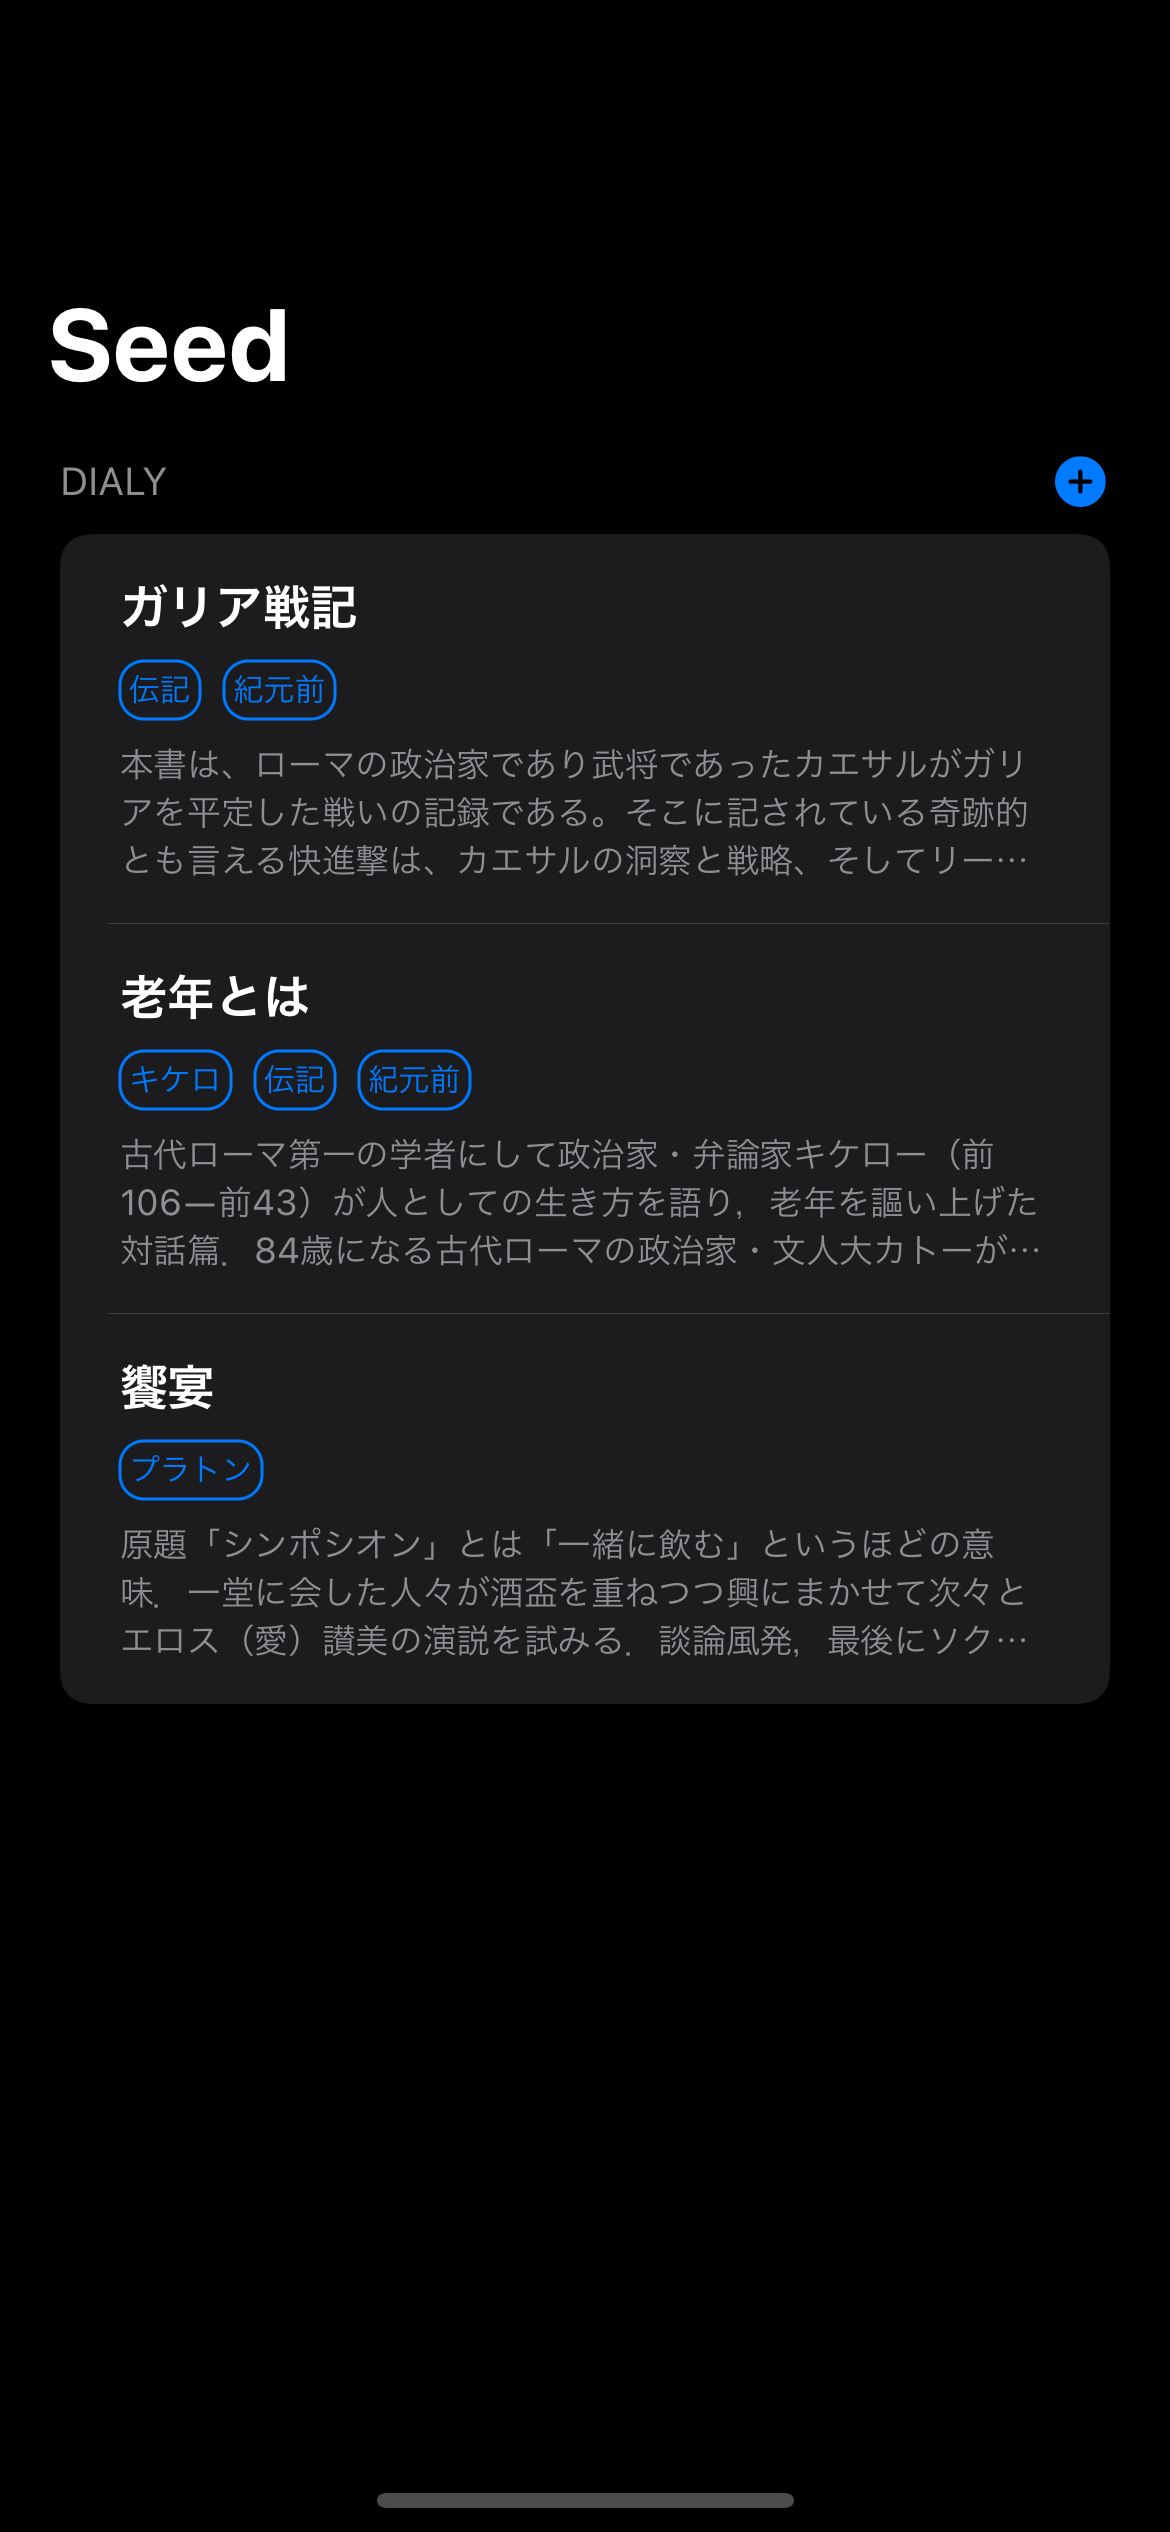 Seed
DIALY
ガリア戦記
伝記 紀元前
本書は、ローマの政治家であり武将であったカエサルがガリ
アを平定した戦いの記録である。そこに記されている奇跡的
とも言える快進撃は、カエサルの洞察と戦略、そしてリー…
老年とは
キケロ 伝記 紀元前
古代ローマ第一の学者にして政治家・弁論家キケロー（前
106—前43）が人としての生き方を語り，老年を謳い上げた
対話篇．84歳になる古代ローマの政治家・文人大カトーが…
饗宴
プラトン
原題「シンポシオン」とは「一緒に飲む」というほどの意
味．一堂に会した人々が酒盃を重ねつつ興にまかせて次々と
エロス（愛）讃美の演説を試みる．談論風発，最後にソク…